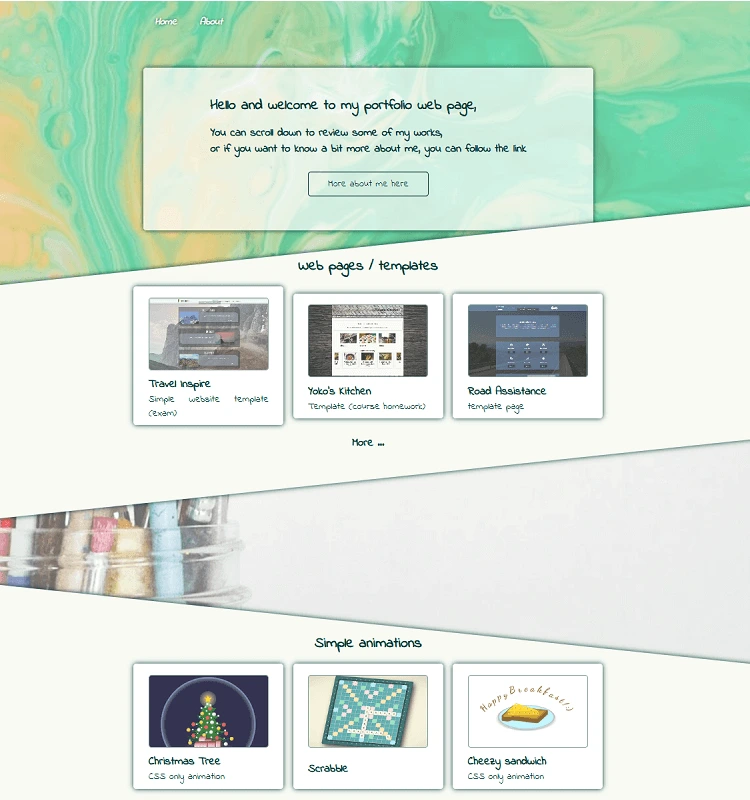 Home About
Hello and welcome to my portfolio web page,
You can scroll down to review some of my works,
or if you want to know a bit more about me, you can follow the link
More about me here
Web pages / templates
Travel Inspire
Simple website template
(exam)
Yoko's Kitchen
Template (course homework)
Road Assistance
template page
More ...
Simple animations
HappyBreakfast!:)
Christmas Tree
CSS only animation
Scrabble
Cheezy sandwich
CSS only animation